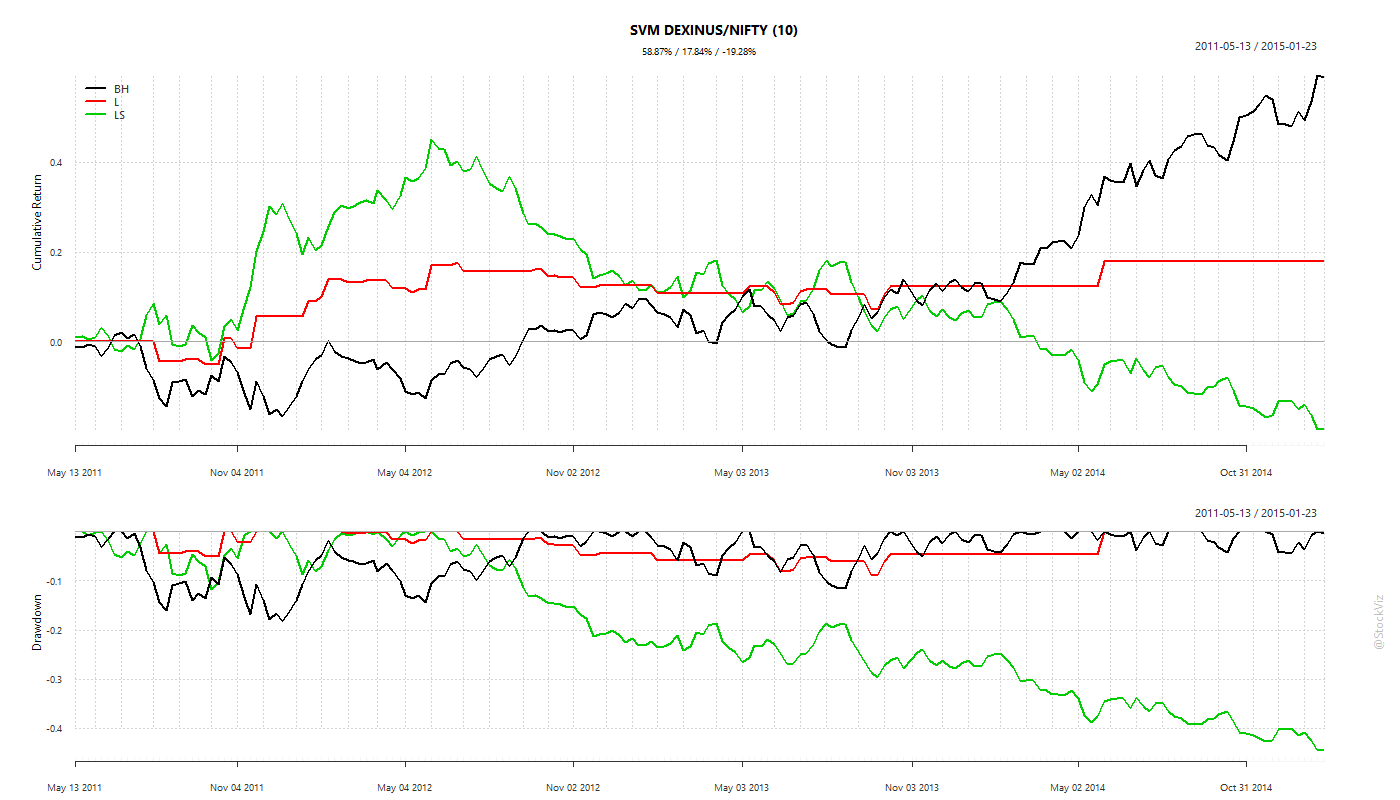 SVM DEXINUS/NIFTY (10)
58.87% / 17.84% / -19.28%
2011-05-13 / 2015-01-23
BH
L
LS
Cumulative Return
0.4
0.2
0.0
May 13 2011
Nov 04 2011
May 04 2012
Nov 02 2012
May 03 2013
Nov 03 2013
May 02 2014
Oct 31 2014
2011-05-13 / 2015-01-23
Drawdown
-0.1
-0.2
-0.3
-0.4
May 13 2011
Nov 04 2011
May 04 2012
Nov 02 2012
May 03 2013
Nov 03 2013
May 02 2014
Oct 31 2014
@StockViz